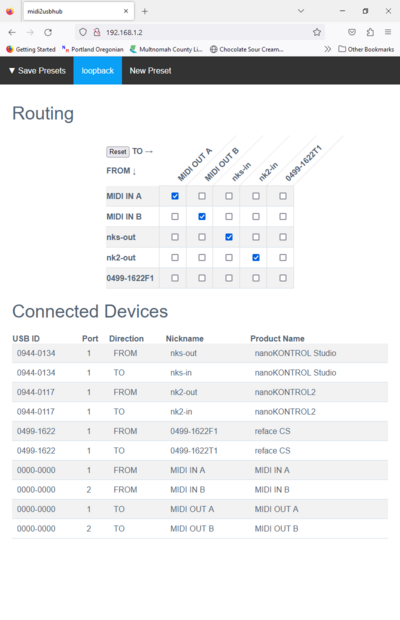 midi2usbhub
192.168.1.2
Getting Started Portland Oregonian Multnomah County Li... Chocolate Sour Cream... Other Bookmarks
▼ Save Presets loopback New Preset
Routing
Reset TO → MIDI OUT A MIDI OUT B nks-in nk2-in 0499-1622T1
FROM ↓
MIDI IN A
MIDI IN B
nks-out
nk2-out
0499-1622F1
Connected Devices
USB ID Port Direction Nickname Product Name
0944-0134 1 FROM nks-out nanoKONTROL Studio
0944-0134 1 TO nks-in nanoKONTROL Studio
0944-0117 1 FROM nk2-out nanoKONTROL2
0944-0117 1 TO nk2-in nanoKONTROL2
0499-1622 1 FROM 0499-1622F1 reface CS
0499-1622 1 TO 0499-1622T1 reface CS
0000-0000 1 FROM MIDI IN A MIDI IN A
0000-0000 2 FROM MIDI IN B MIDI IN B
0000-0000 1 TO MIDI OUT A MIDI OUT A
0000-0000 2 TO MIDI OUT B MIDI OUT B